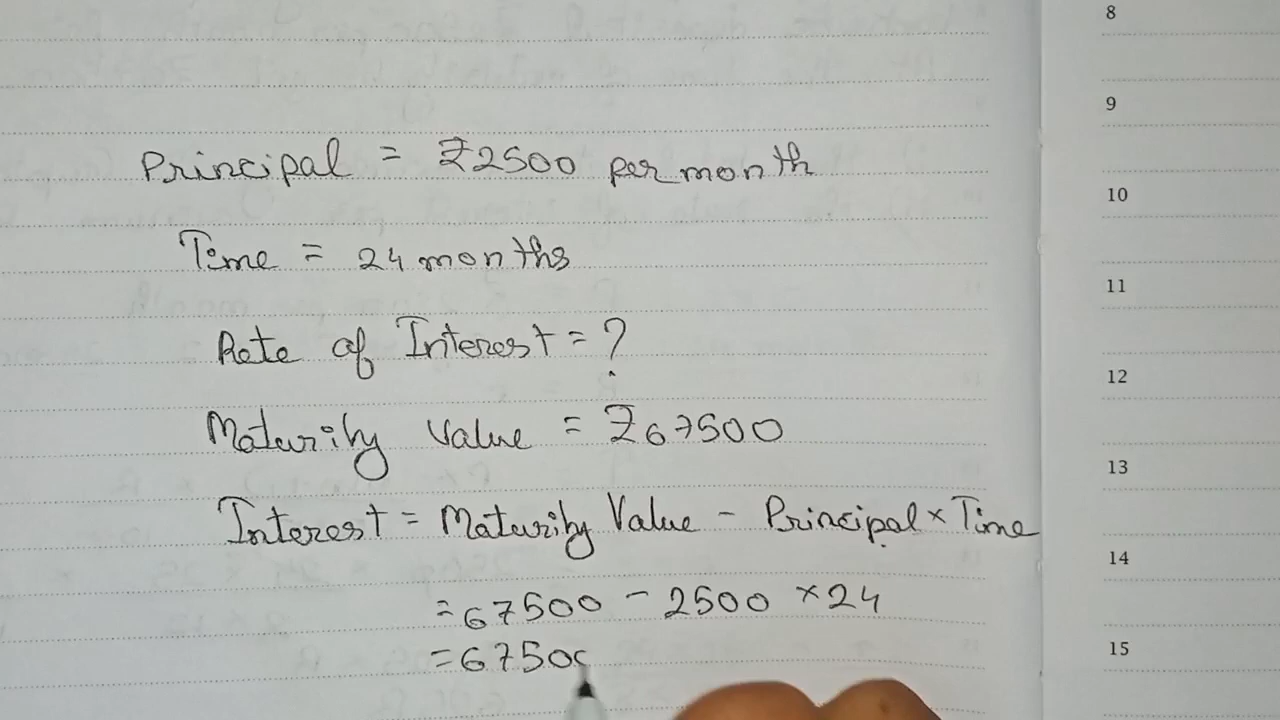 Principal = ₹2500 per month
Time = 24 months
Rate of Interest = ?
Maturity Value = ₹67500
Interest = Maturity Value - Principal × Time
= 67500 - 2500 × 24
= 67500
8
9
10
11
12
13
14
15